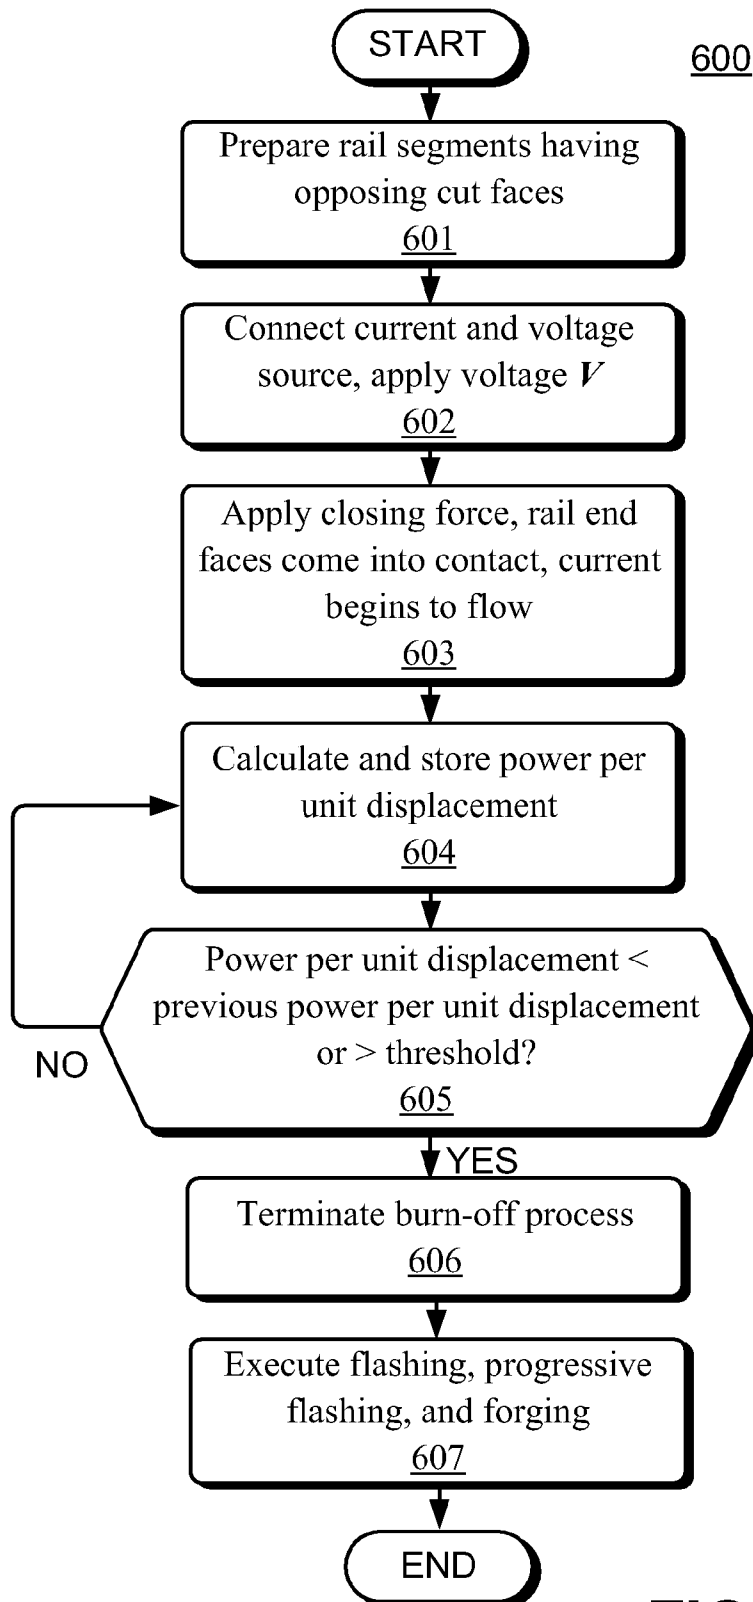 START
600
Prepare rail segments having
opposing cut faces
601
Connect current and voltage
source, apply voltage V
602
Apply closing force, rail end
faces come into contact, current
begins to flow
603
Calculate and store power per
unit displacement
604
Power per unit displacement <
previous power per unit displacement
or > threshold?
605
NO
YES
Terminate burn-off process
606
Execute flashing, progressive
flashing, and forging
607
END